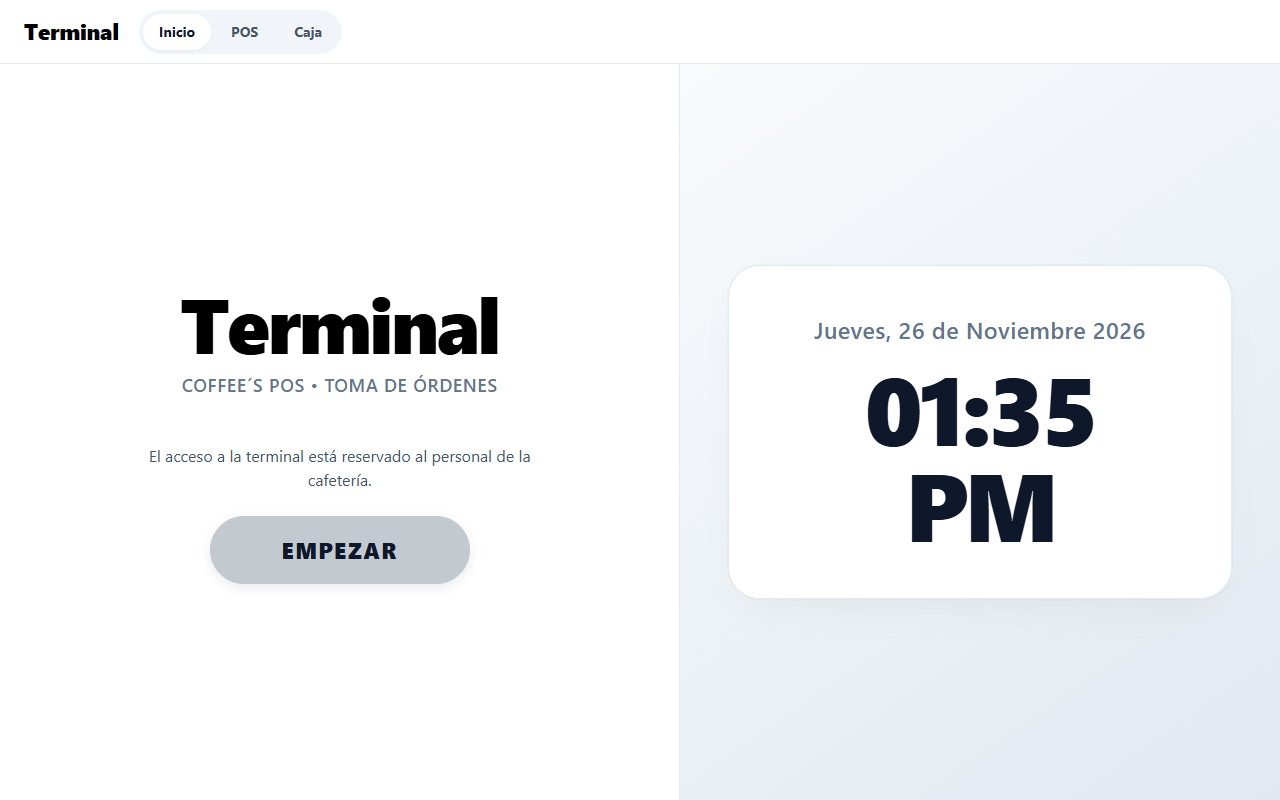 Terminal
Inicio
POS
Caja
Terminal
COFFEE´S POS • TOMA DE ÓRDENES
El acceso a la terminal está reservado al personal de la
cafetería.
EMPEZAR
Jueves, 26 de Noviembre 2026
01:35
PM